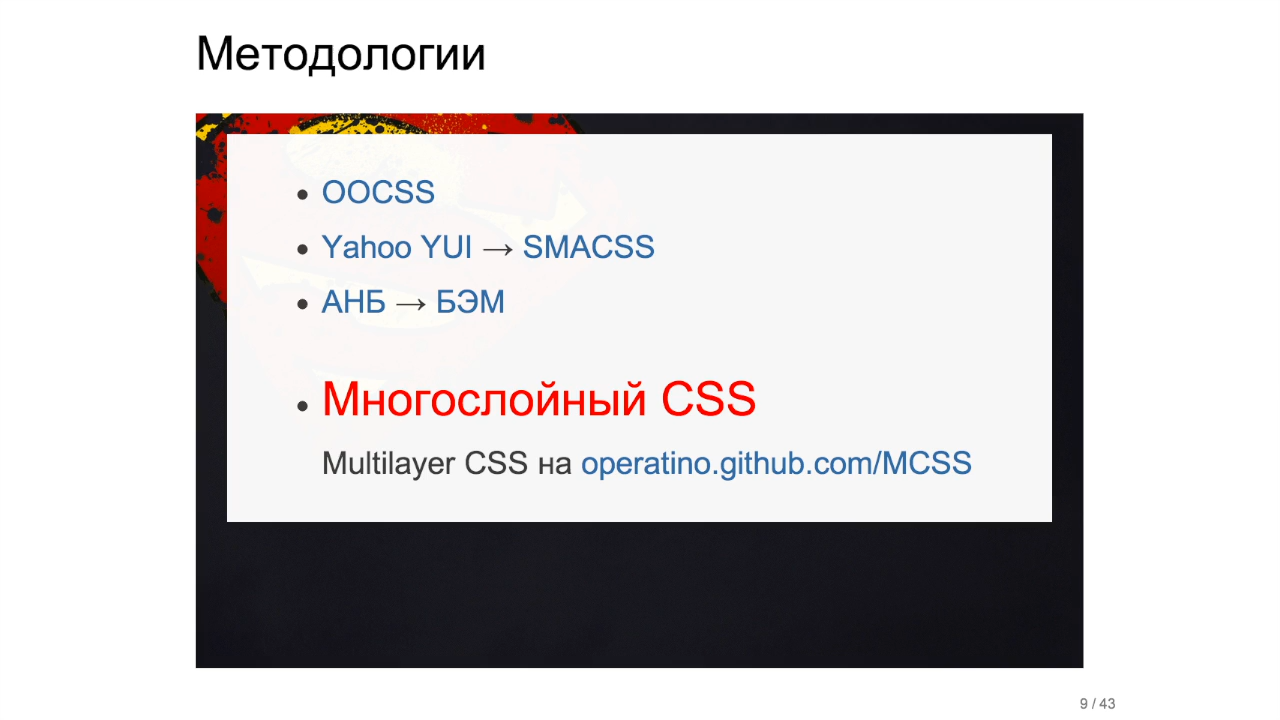 Методологии
OOCSS
Yahoo YUI → SMACSS
АНБ → БЭМ
Многослойный CSS
Multilayer CSS на operatino.github.com/MCSS
9 / 43